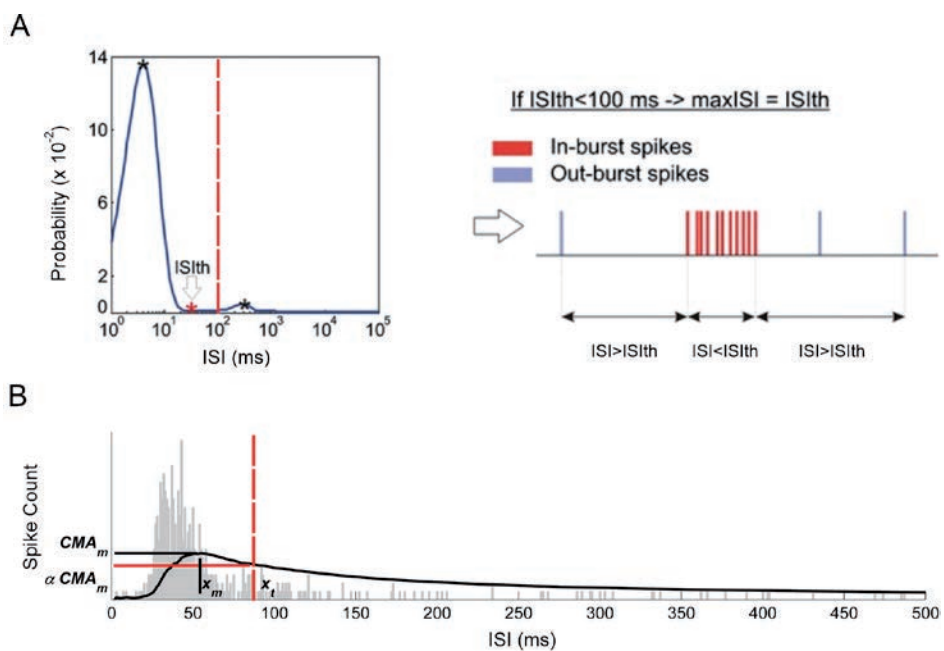 A
14
10
6
2
0
Probability (x 10⁻²)
ISIth
*
*
*
10⁰ 10¹ 10² 10³ 10⁴ 10⁵
ISI (ms)
If ISIth<100 ms -> maxISI = ISIth
In-burst spikes
Out-burst spikes
ISI>ISIth ISI<ISIth ISI>ISIth
B
Spike Count
CMAₘ
α CMAₘ
xₘ xₜ
0 50 100 150 200 250 300 350 400 450 500
ISI (ms)